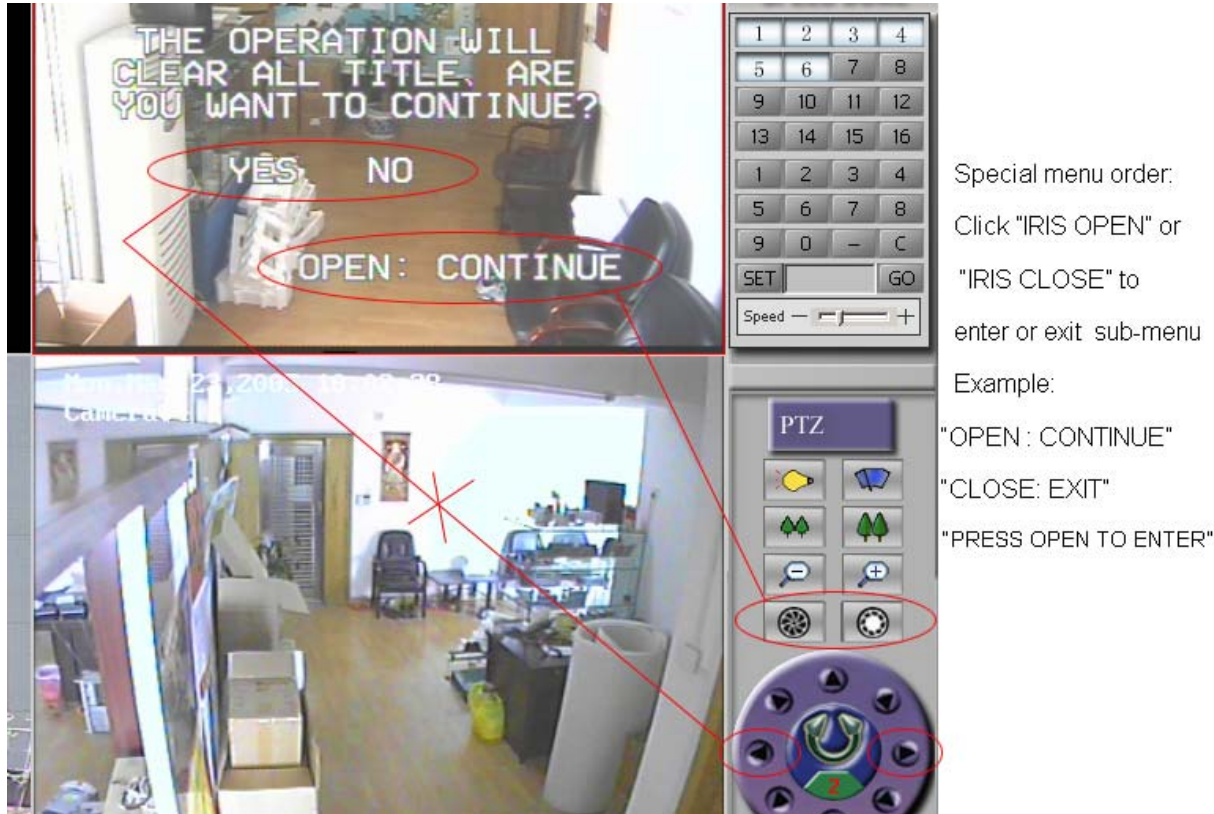 THE OPERATION WILL
CLEAR ALL TITLE, ARE
YOU WANT TO CONTINUE?
YES NO
OPEN: CONTINUE
1 2 3 4
5 6 7 8
9 10 11 12
13 14 15 16
1 2 3 4
5 6 7 8
9 0 - C
SET GO
Speed - +
PTZ
Z
Special menu order:
Click "IRIS OPEN" or
"IRIS CLOSE" to
enter or exit sub-menu
Example:
"OPEN : CONTINUE"
"CLOSE: EXIT"
"PRESS OPEN TO ENTER"